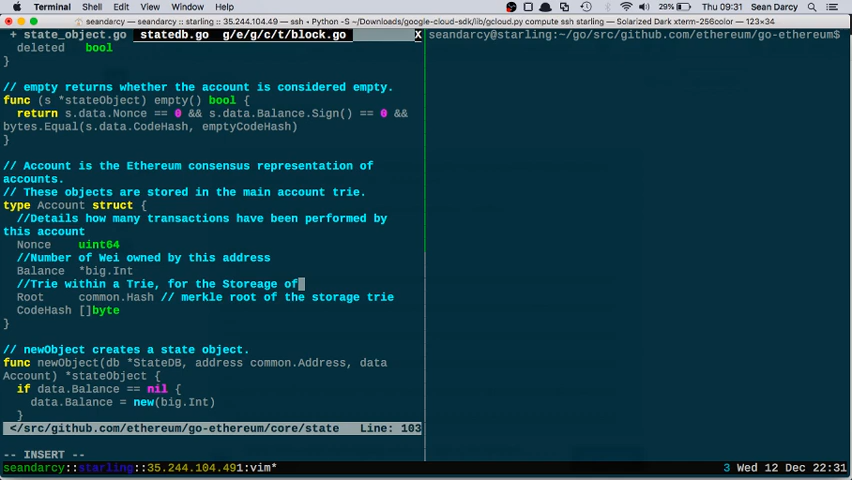 Shell Edit View Window Help 29% Thu 09:31 Sean Darcy
seandarcy — seandarcy :: starling :: 35.244.104.49 — ssh ‹ Python -S ~/Downloads/google-cloud-sdk/lib/gcloud.py compute ssh starling — Solarized Dark xterm-256color — 123×34
+ state_object.go statedb.go g/e/g/c/t/block.go X seandarcy@starling:~/go/src/github.com/ethereum/go-ethereum$
deleted bool
}
// empty returns whether the account is considered empty.
func (s *stateObject) empty() bool {
return s.data.Nonce == 0 && s.data.Balance.Sign() == 0 &&
bytes.Equal(s.data.CodeHash, emptyCodeHash)
}
// Account is the Ethereum consensus representation of
accounts.
// These objects are stored in the main account trie.
type Account struct {
//Details how many transactions have been performed by
this account
Nonce uint64
//Number of Wei owned by this address
Balance *big.Int
//Trie within a Trie, for the Storeage of
Root common.Hash // merkle root of the storage trie
CodeHash []byte
}
// newObject creates a state object.
func newObject(db *StateDB, address common.Address, data
Account) *stateObject {
if data.Balance == nil {
data.Balance = new(big.Int)
}
</src/github.com/ethereum/go-ethereum/core/state Line: 103
-- INSERT --
seandarcy::starling::35.244.104.491:vim* 3 Wed 12 Dec 22:31